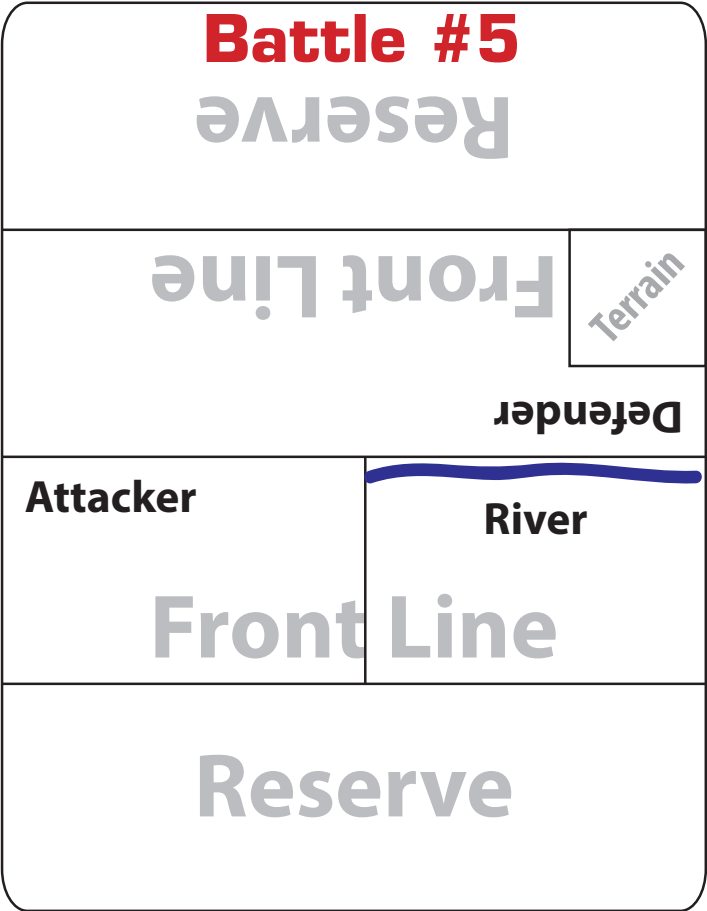 Battle #5
Reserve
Front Line
Terrain
Defender
Attacker
River
Front Line
Reserve